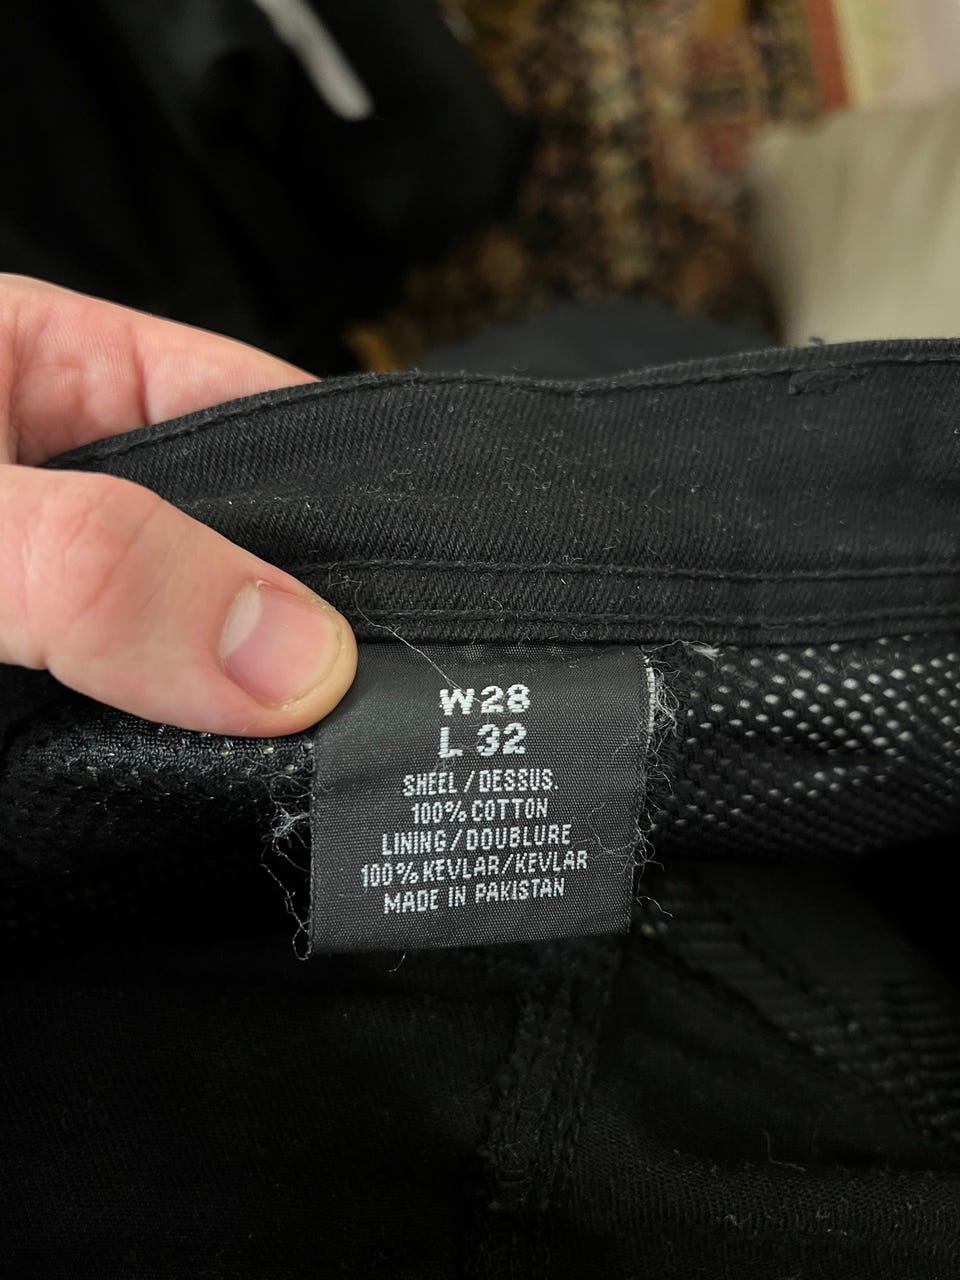 W28
L 32
SHEEL/DESSUS.
100% COTTON
LINING/DOUBLURE
100% KEVLAR/KEVLAR
MADE IN PAKISTAN